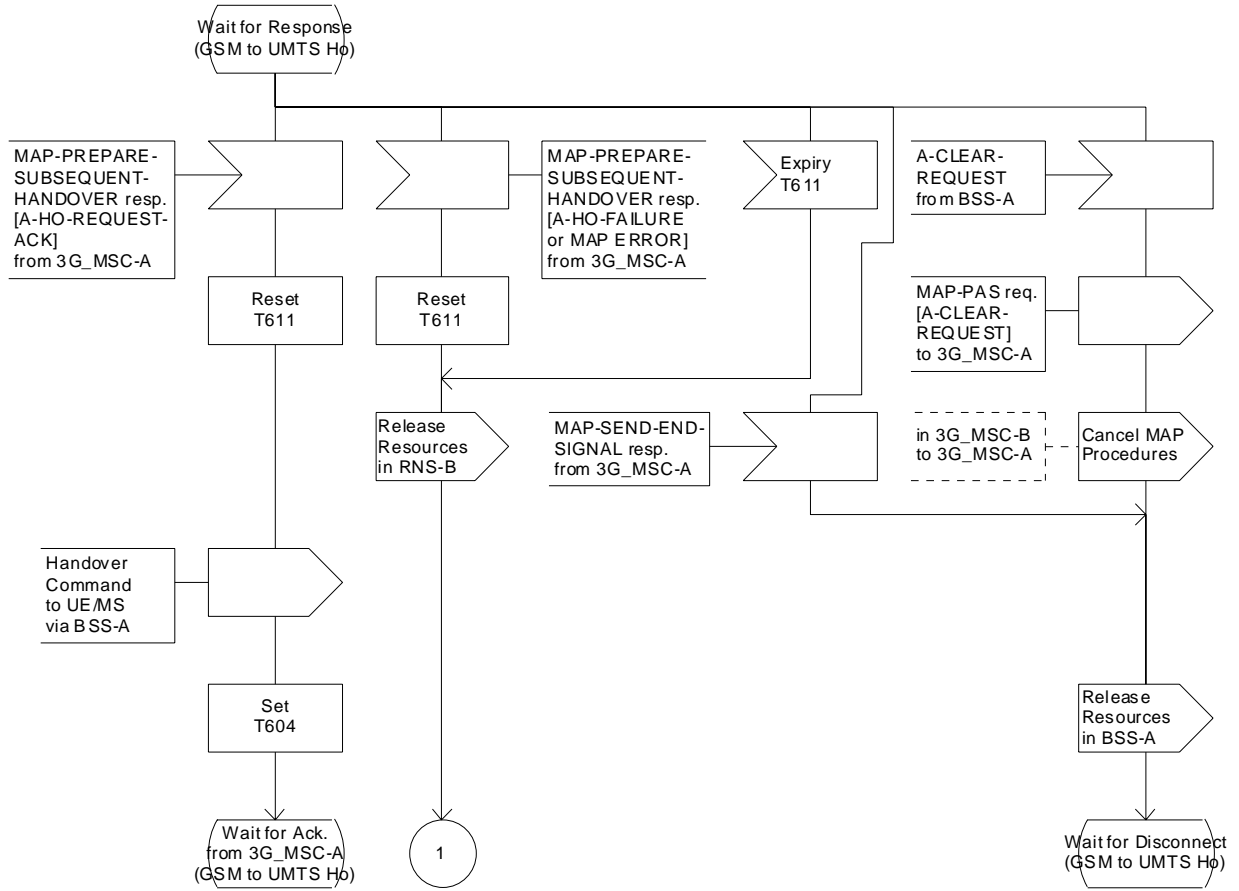 Wait for Response
(GSM to UMTS Ho)
MAP-PREPARE-
SUBSEQUENT-
HANDOVER resp.
[A-HO-REQUEST-
ACK]
from 3G_MSC-A
MAP-PREPARE-
SUBSEQUENT-
HANDOVER resp.
[A-HO-FAILURE
or MAP ERROR]
from 3G_MSC-A
Expiry
T611
A-CLEAR-
REQUEST
from BSS-A
Reset
T611
Reset
T611
MAP-PAS req.
[A-CLEAR-
REQUEST]
to 3G_MSC-A
Release
Resources
in RNS-B
MAP-SEND-END-
SIGNAL resp.
from 3G_MSC-A
in 3G_MSC-B
to 3G_MSC-A
Cancel MAP
Procedures
Handover
Command
to UE/MS
via BSS-A
Set
T604
Release
Resources
in BSS-A
Wait for Ack.
from 3G_MSC-A
(GSM to UMTS Ho)
1
Wait for Disconnect
(GSM to UMTS Ho)